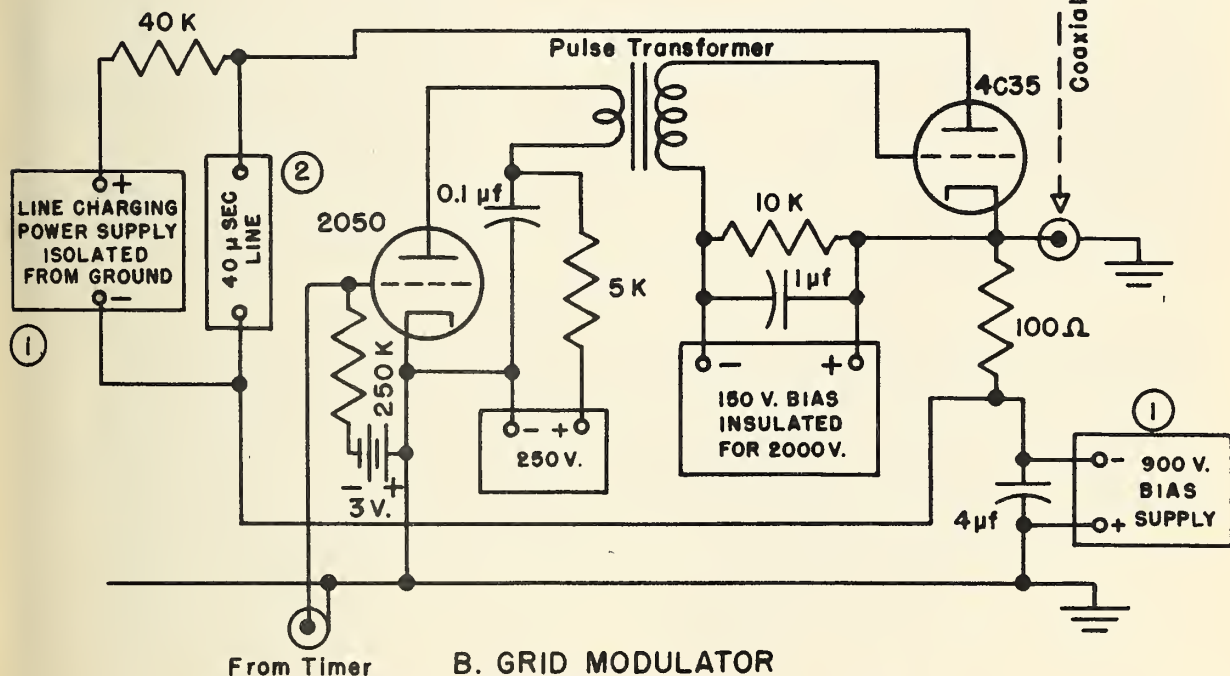 40 K
Pulse Transformer
4C35
Coaxial
+
LINE CHARGING
POWER SUPPLY
ISOLATED
FROM GROUND
-
1
2
40 µ SEC
LINE
2050
0.1 µf
5 K
250 K
- +
3 V.
- +
250 V.
10 K
1 µf
- +
150 V. BIAS
INSULATED
FOR 2000 V.
100 Ω
1
- 900 V.
BIAS
+ SUPPLY
4 µf
From Timer
B. GRID MODULATOR